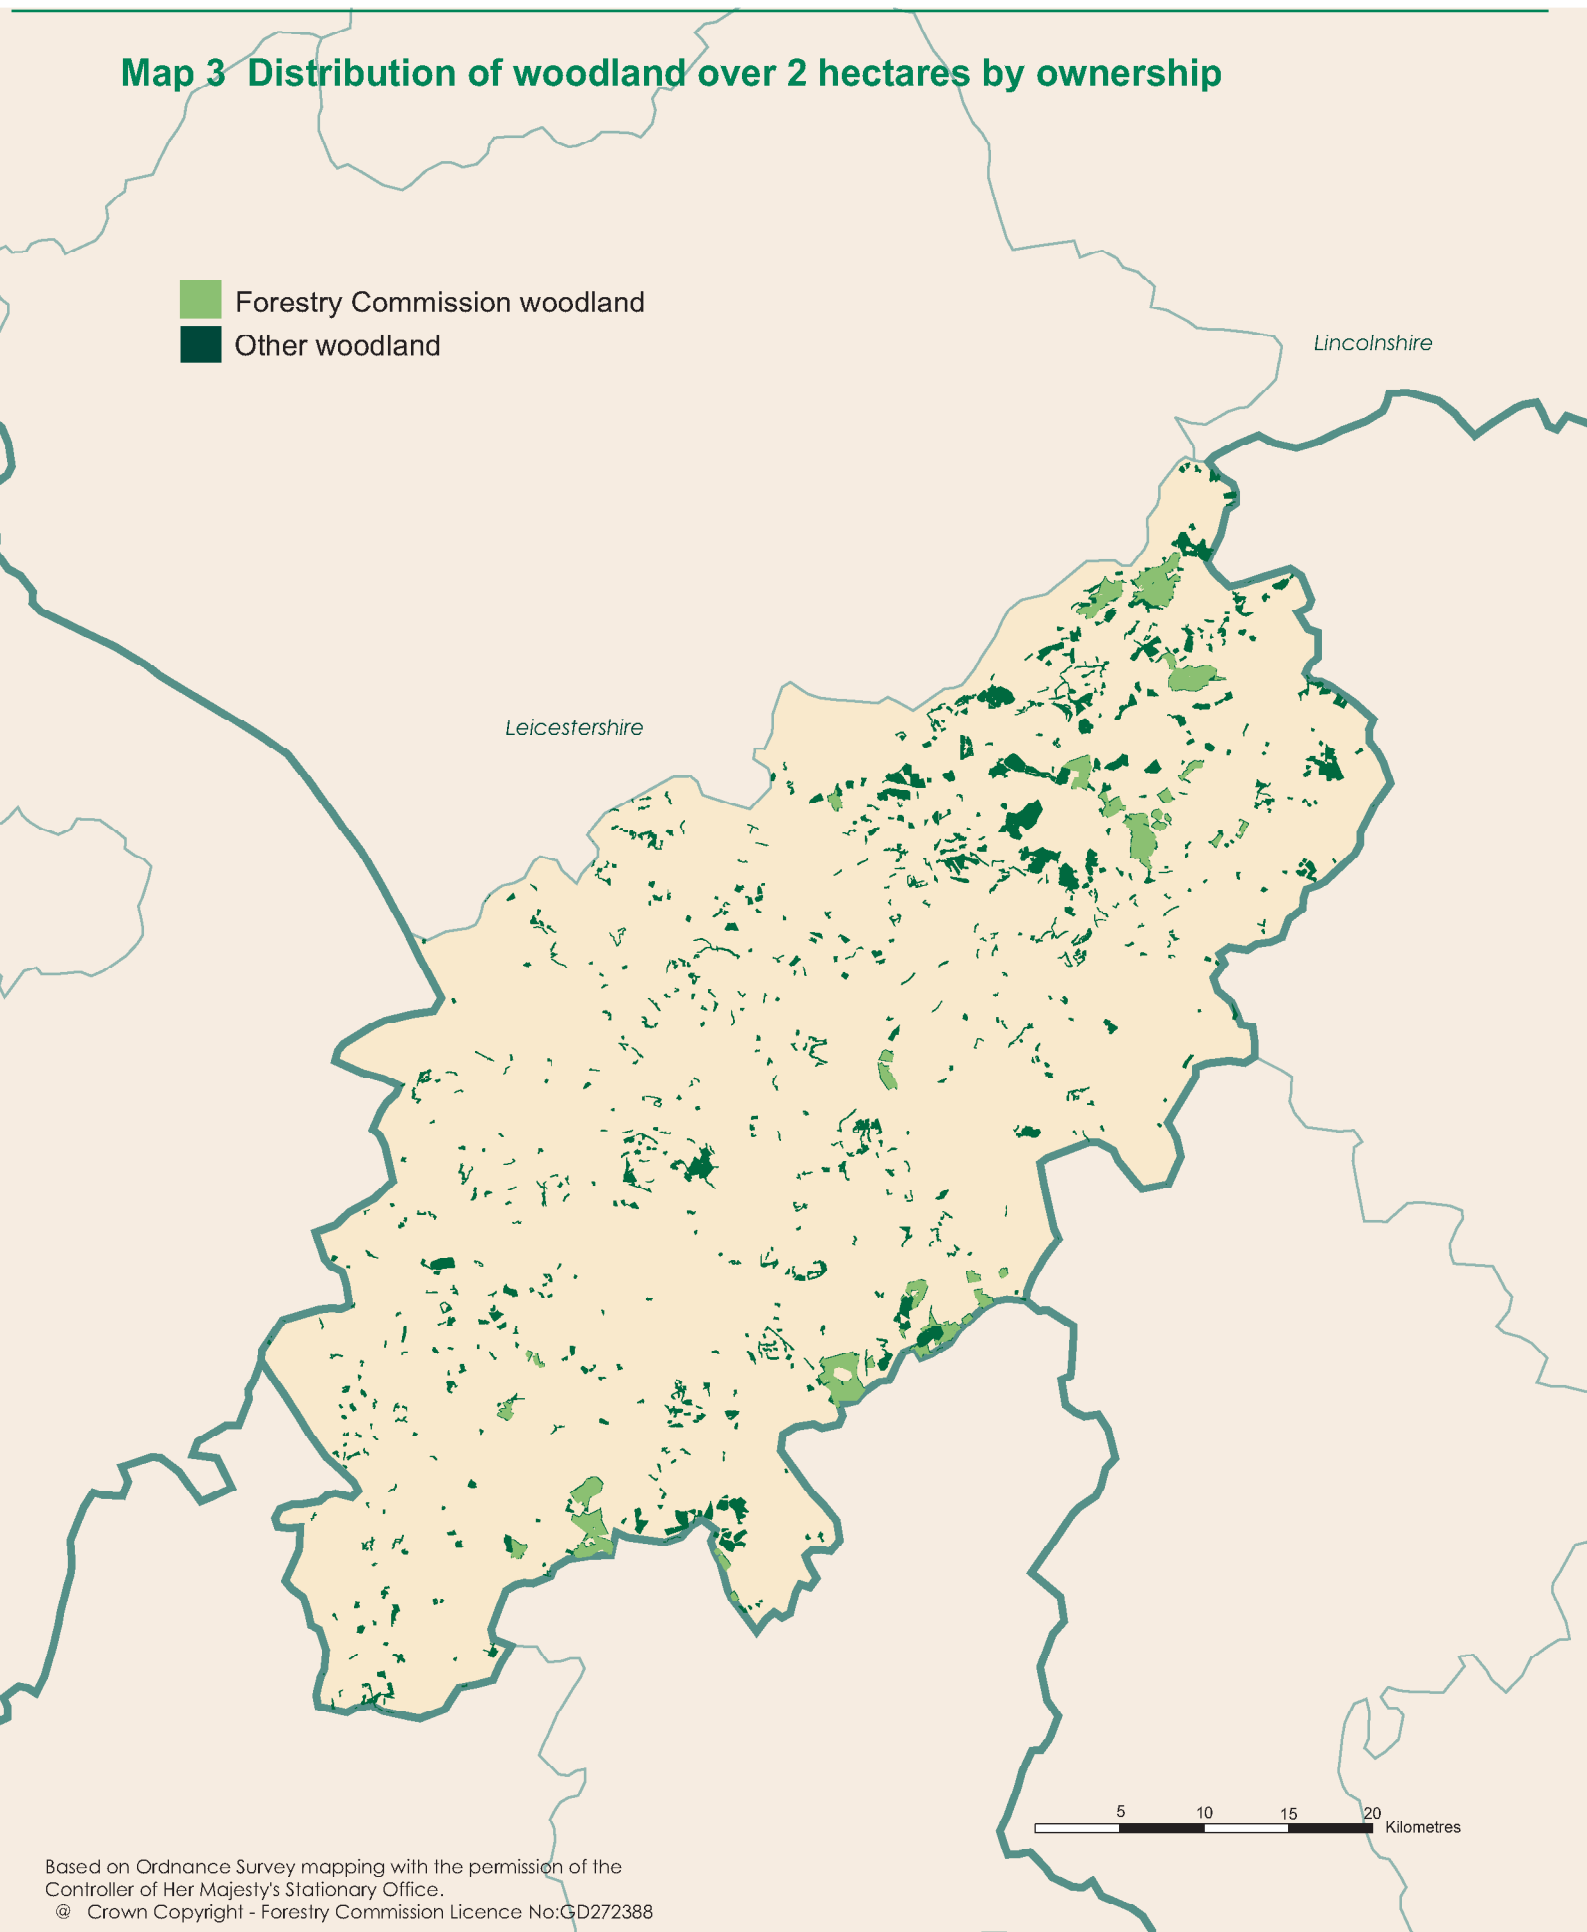 Map 3 Distribution of woodland over 2 hectares by ownership
Forestry Commission woodland
Other woodland
Lincolnshire
Leicestershire
5 10 15 20
Kilometres
Based on Ordnance Survey mapping with the permission of the
Controller of Her Majesty's Stationary Office.
@ Crown Copyright - Forestry Commission Licence No:GD272388